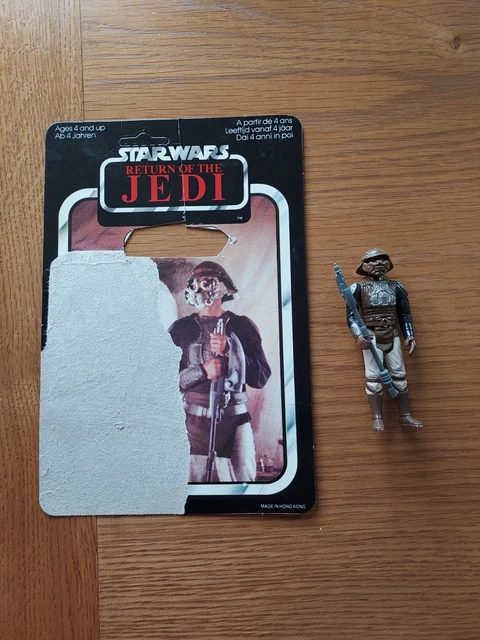 Ages 4 and up
Ab 4 Jahren
A partir de 4 ans
Leeftijd vanaf 4 jaar
Dai 4 anni in poi
STAR WARS
RETURN OF THE
JEDI
TM
MADE IN HONG KONG